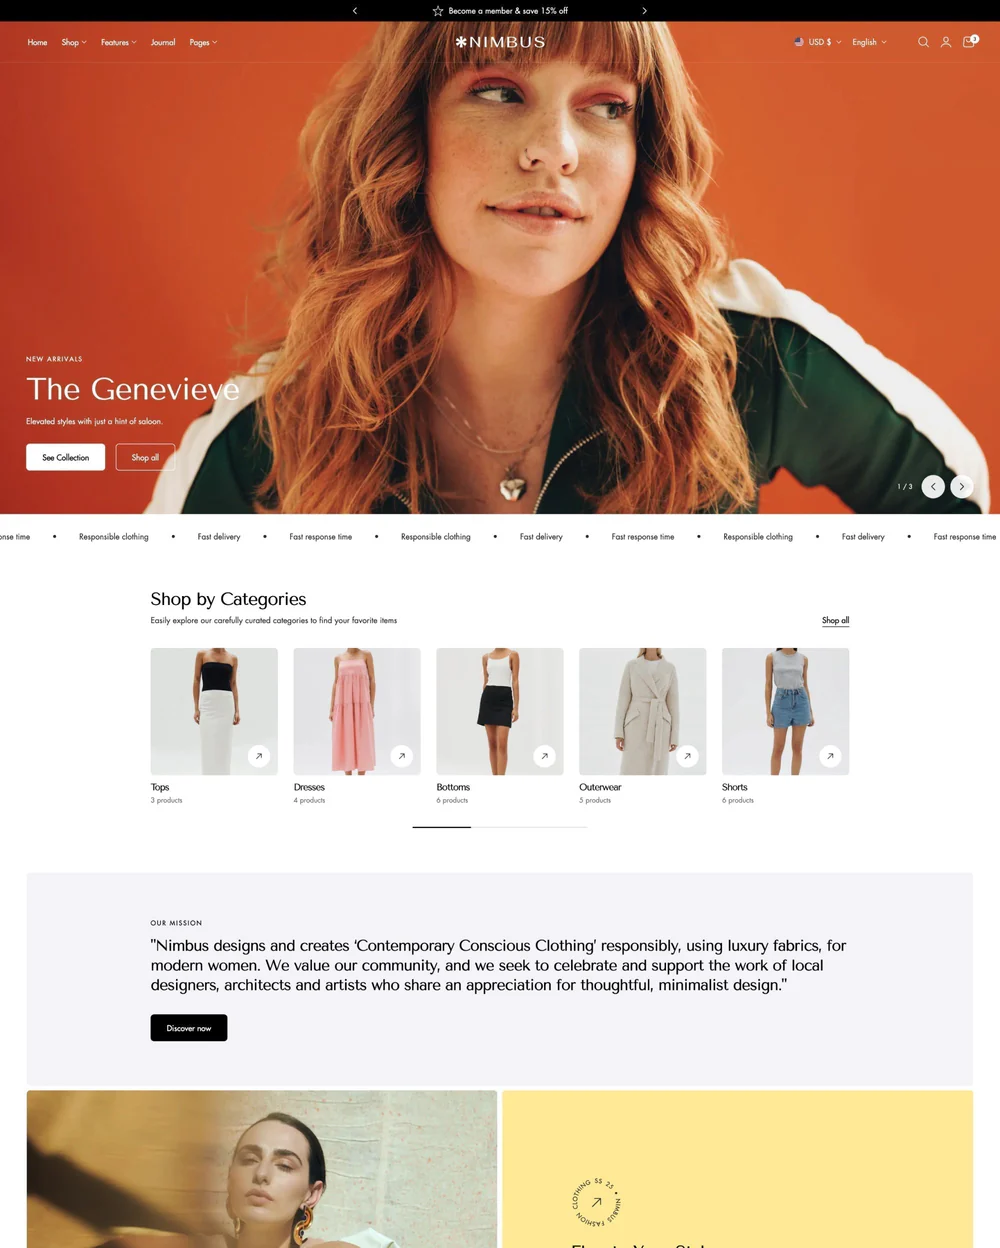 Become a member & save 15% off
Home Shop Features Journal Pages
NIMBUS
USD $ English
3
NEW ARRIVALS
The Genevieve
Elevated styles with just a hint of saloon.
See Collection Shop all
1 / 3
onse time • Responsible clothing • Fast delivery • Fast response time • Responsible clothing • Fast delivery • Fast response time • Responsible clothing • Fast delivery • Fast response time
Shop by Categories
Easily explore our carefully curated categories to find your favorite items
Shop all
Tops
3 products
Dresses
4 products
Bottoms
6 products
Outerwear
5 products
Shorts
6 products
OUR MISSION
"Nimbus designs and creates ‘Contemporary Conscious Clothing’ responsibly, using luxury fabrics, for
modern women. We value our community, and we seek to celebrate and support the work of local
designers, architects and artists who share an appreciation for thoughtful, minimalist design."
Discover now
CLOTHING SS 25 • NIMBUS FASHION